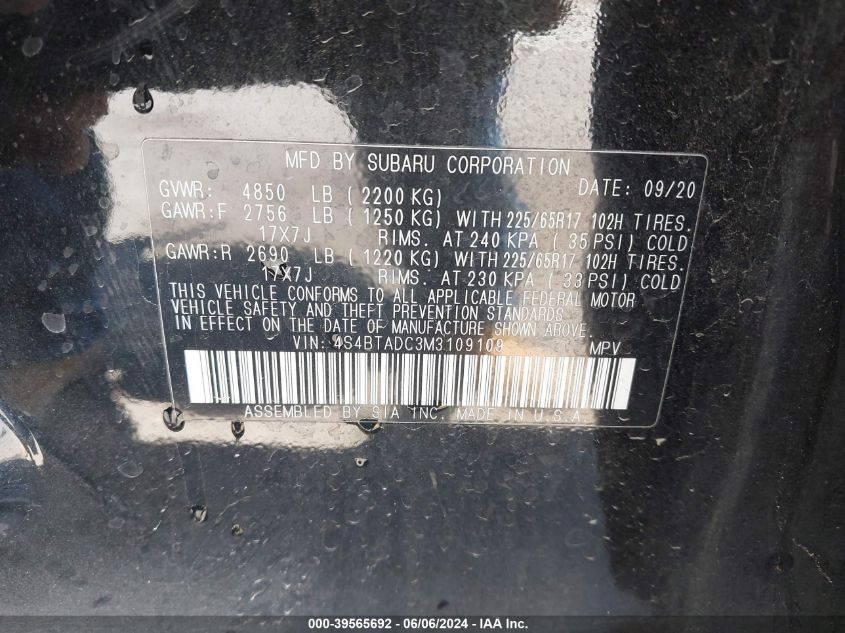 MFD BY SUBARU CORPORATION
GVWR: 4850 LB ( 2200 KG) DATE: 09/20
GAWR:F 2756 LB ( 1250 KG) WITH 225/65R17 102H TIRES.
17X7J RIMS. AT 240 KPA ( 35 PSI) COLD
GAWR:R 2690 LB ( 1220 KG) WITH 225/65R17 102H TIRES.
17X7J RIMS. AT 230 KPA ( 33 PSI) COLD
THIS VEHICLE CONFORMS TO ALL APPLICABLE FEDERAL MOTOR
VEHICLE SAFETY AND THEFT PREVENTION STANDARDS
IN EFFECT ON THE DATE OF MANUFACTURE SHOWN ABOVE.
VIN: 4S4BTADC3M3109109 MPV
ASSEMBLED BY SIA INC. MADE IN U.S.A.
000-39565692 - 06/06/2024 - IAA Inc.